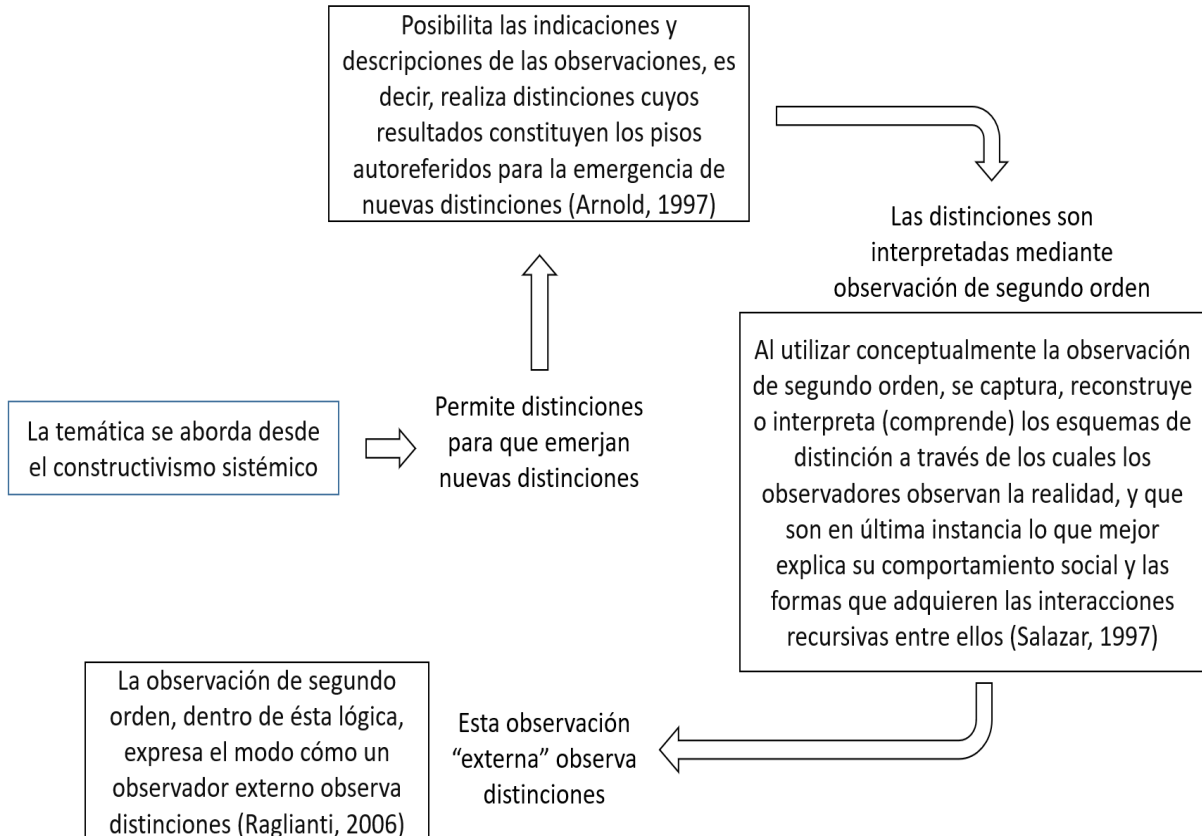 La temática se aborda desde
el constructivismo sistémico
Permite distinciones
para que emerjan
nuevas distinciones
Posibilita las indicaciones y
descripciones de las observaciones, es
decir, realiza distinciones cuyos
resultados constituyen los pisos
autoreferidos para la emergencia de
nuevas distinciones (Arnold, 1997)
Las distinciones son
interpretadas mediante
observación de segundo orden
Al utilizar conceptualmente la observación
de segundo orden, se captura, reconstruye
o interpreta (comprende) los esquemas de
distinción a través de los cuales los
observadores observan la realidad, y que
son en última instancia lo que mejor
explica su comportamiento social y las
formas que adquieren las interacciones
recursivas entre ellos (Salazar, 1997)
Esta observación
“externa” observa
distinciones
La observación de segundo
orden, dentro de ésta lógica,
expresa el modo cómo un
observador externo observa
distinciones (Raglianti, 2006)